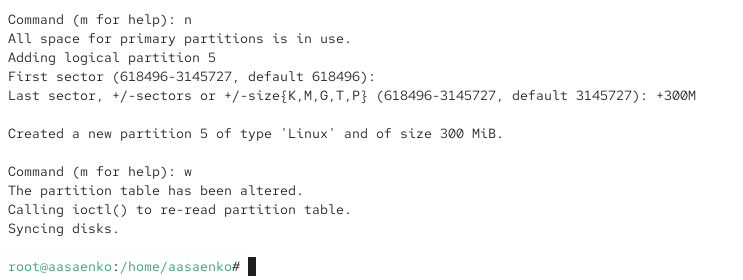 Command (m for help): n
All space for primary partitions is in use.
Adding logical partition 5
First sector (618496-3145727, default 618496):
Last sector, +/-sectors or +/-size{K,M,G,T,P} (618496-3145727, default 3145727): +300M
Created a new partition 5 of type 'Linux' and of size 300 MiB.
Command (m for help): w
The partition table has been altered.
Calling ioctl() to re-read partition table.
Syncing disks.
root@aasaenko:/home/aasaenko#